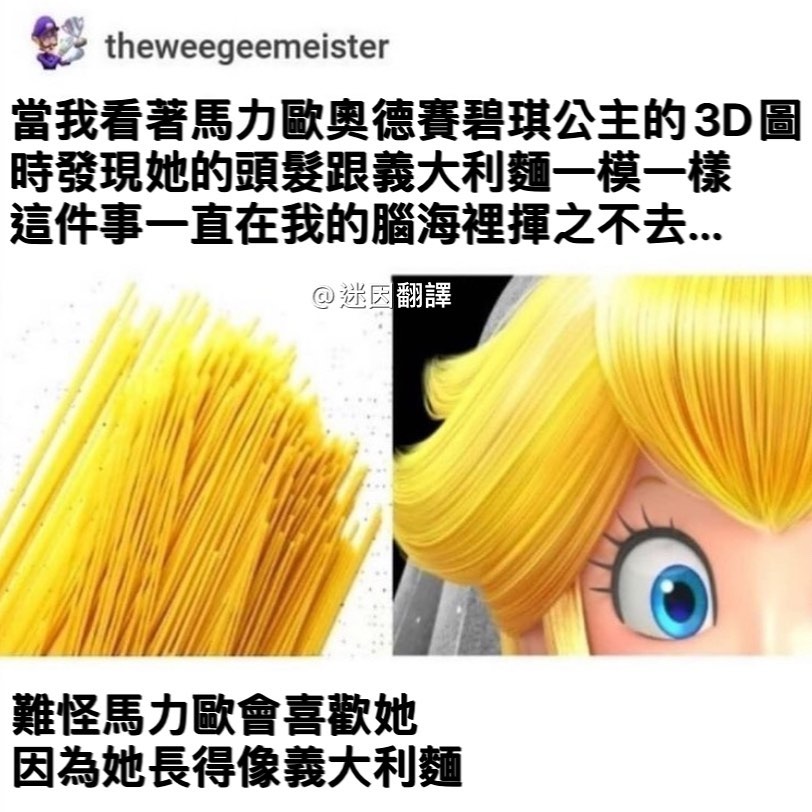 theweegeemeister
當我看著馬力歐奧德賽碧琪公主的3D圖
時發現她的頭髮跟義大利麵一模一樣
這件事一直在我的腦海裡揮之不去...
@迷因翻譯
難怪馬力歐會喜歡她
因為她長得像義大利麵